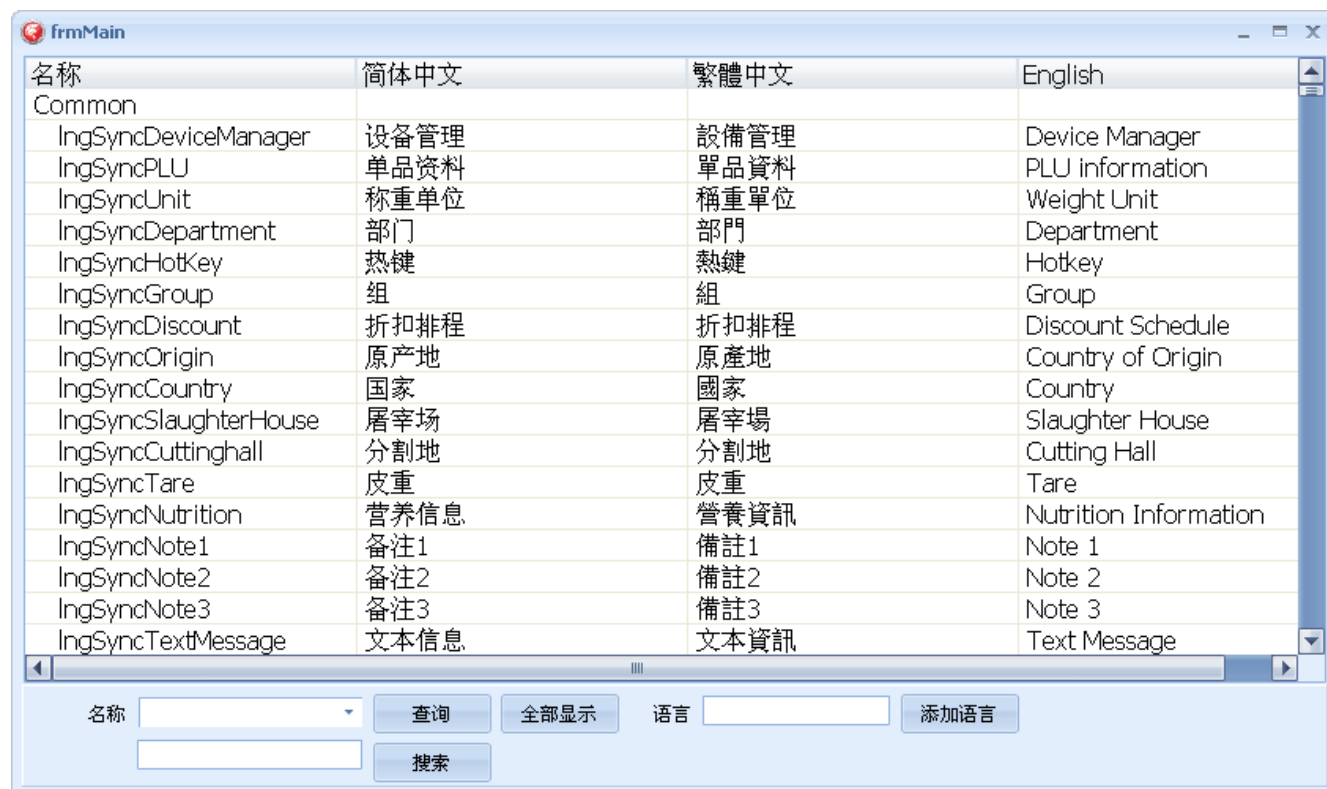 frmMain
名称 简体中文 繁體中文 English
Common
lngSyncDeviceManager 设备管理 設備管理 Device Manager
lngSyncPLU 单品资料 單品資料 PLU information
lngSyncUnit 称重单位 稱重單位 Weight Unit
lngSyncDepartment 部门 部門 Department
lngSyncHotKey 热键 熱鍵 Hotkey
lngSyncGroup 组 組 Group
lngSyncDiscount 折扣排程 折扣排程 Discount Schedule
lngSyncOrigin 原产地 原產地 Country of Origin
lngSyncCountry 国家 國家 Country
lngSyncSlaughterHouse 屠宰场 屠宰場 Slaughter House
lngSyncCuttinghall 分割地 分割地 Cutting Hall
lngSyncTare 皮重 皮重 Tare
lngSyncNutrition 营养信息 營養資訊 Nutrition Information
lngSyncNote1 备注1 備註1 Note 1
lngSyncNote2 备注2 備註2 Note 2
lngSyncNote3 备注3 備註3 Note 3
lngSyncTextMessage 文本信息 文本資訊 Text Message
名称 查询 全部显示 语言 添加语言
搜索